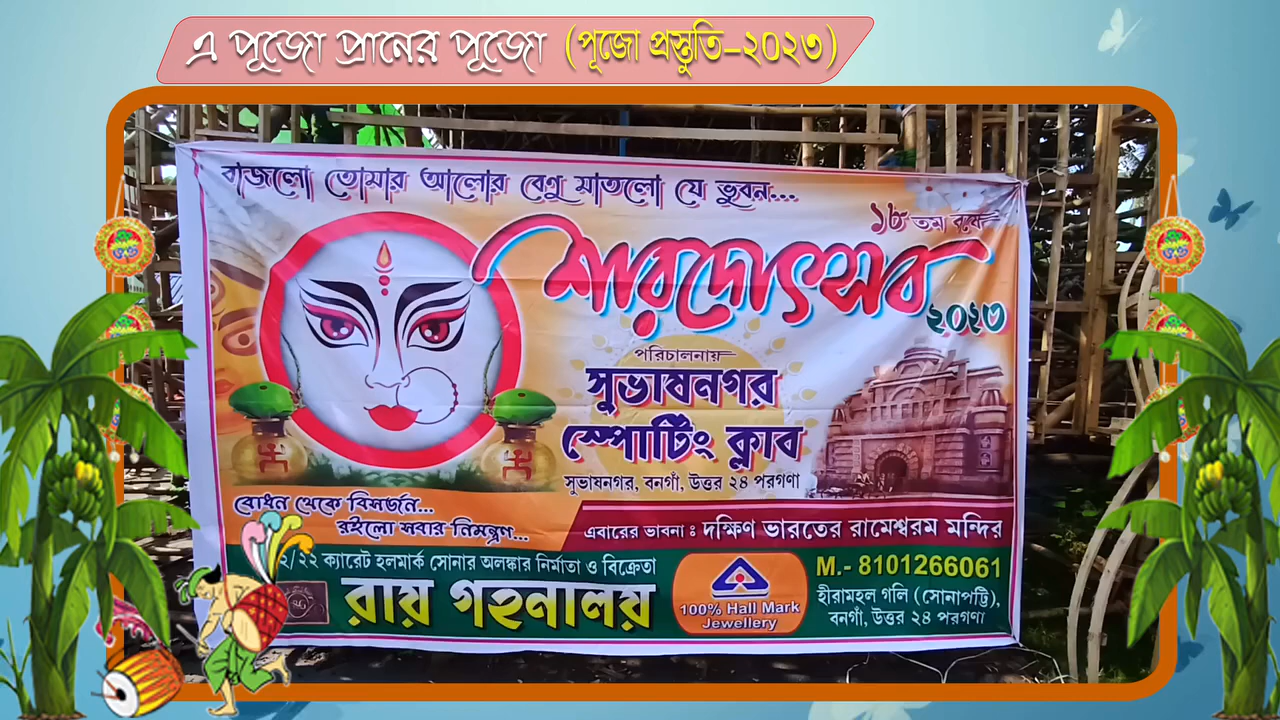 এ পূজো প্রানের পূজো (পূজো প্রস্তুতি-২০২৩)
বাজলো তোমার আলোর বেণু মাতলো যে ভুবন....
১৮ তম বর্ষে
শারদোৎসব
২০২৩
পরিচালনায়
সুভাষনগর
স্পোর্টিং ক্লাব
সুভাষনগর, বনগাঁ, উত্তর ২৪ পরগণা
বোধন থেকে বিসর্জন...
রইলো সবার নিমন্ত্রণ...
এবারের ভাবনা : দক্ষিণ ভারতের রামেশ্বরম মন্দির
২/২২ ক্যারেট হলমার্ক সোনার অলঙ্কার নির্মাতা ও বিক্রেতা
রায় গহনালয়
100% Hall Mark
Jewellery
M.- 8101266061
হীরামহল গলি (সোনাপট্টি),
বনগাঁ, উত্তর ২৪ পরগণা